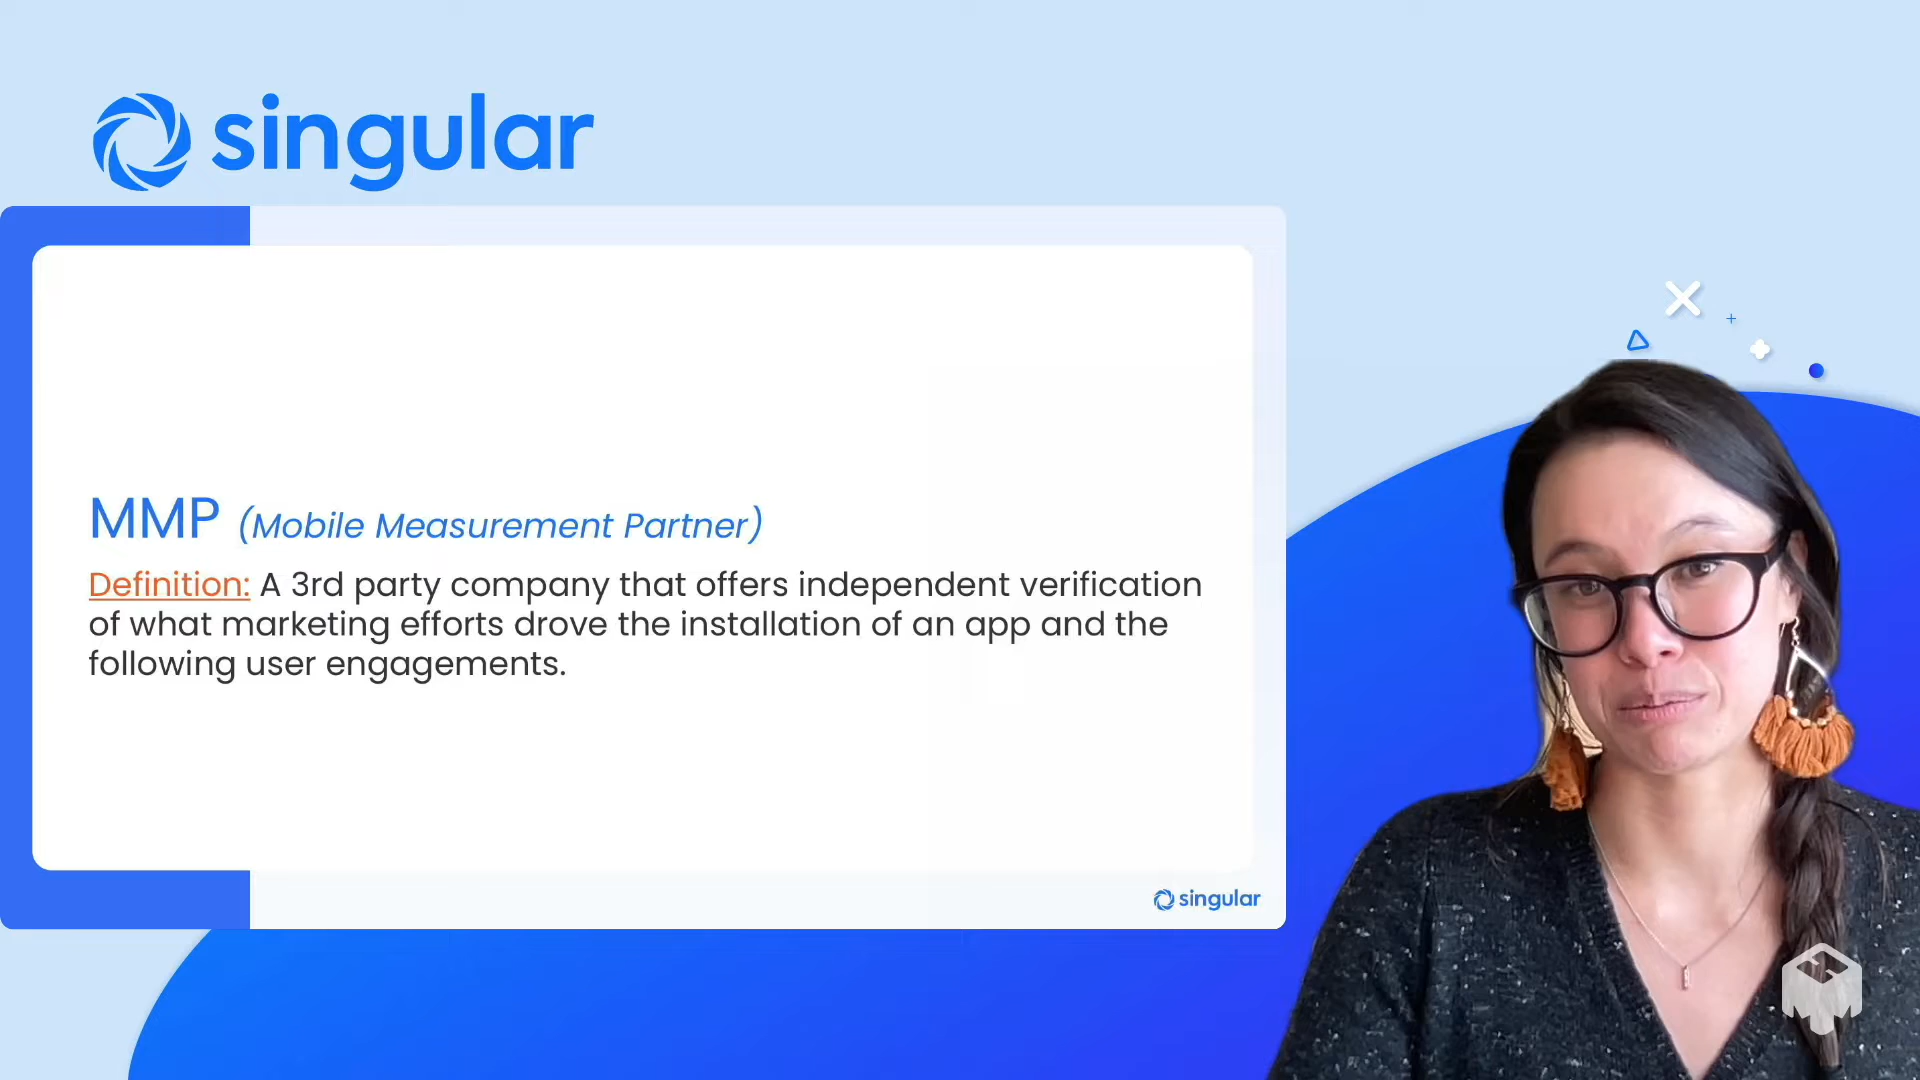 singular
MMP (Mobile Measurement Partner)
Definition: A 3rd party company that offers independent verification
of what marketing efforts drove the installation of an app and the
following user engagements.
singular